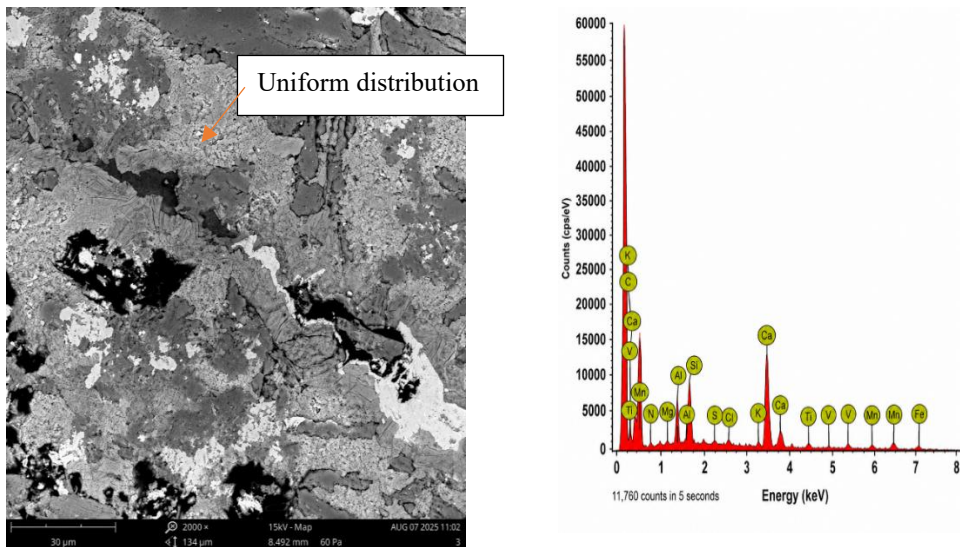 Uniform distribution
30 µm
2000 ×
134 µm
15kV - Map
8.492 mm 60 Pa
AUG 07 2025 11:02
3
Counts (cps/eV)
60000
55000
50000
45000
40000
35000
30000
25000
20000
15000
10000
5000
0
K
C
Ca
V
Ti
Mn
N
Mg
Al
Al
Si
S
Cl
K
Ca
Ca
Ti
V
V
Mn
Mn
Fe
0 1 2 3 4 5 6 7 8
11,760 counts in 5 seconds
Energy (keV)